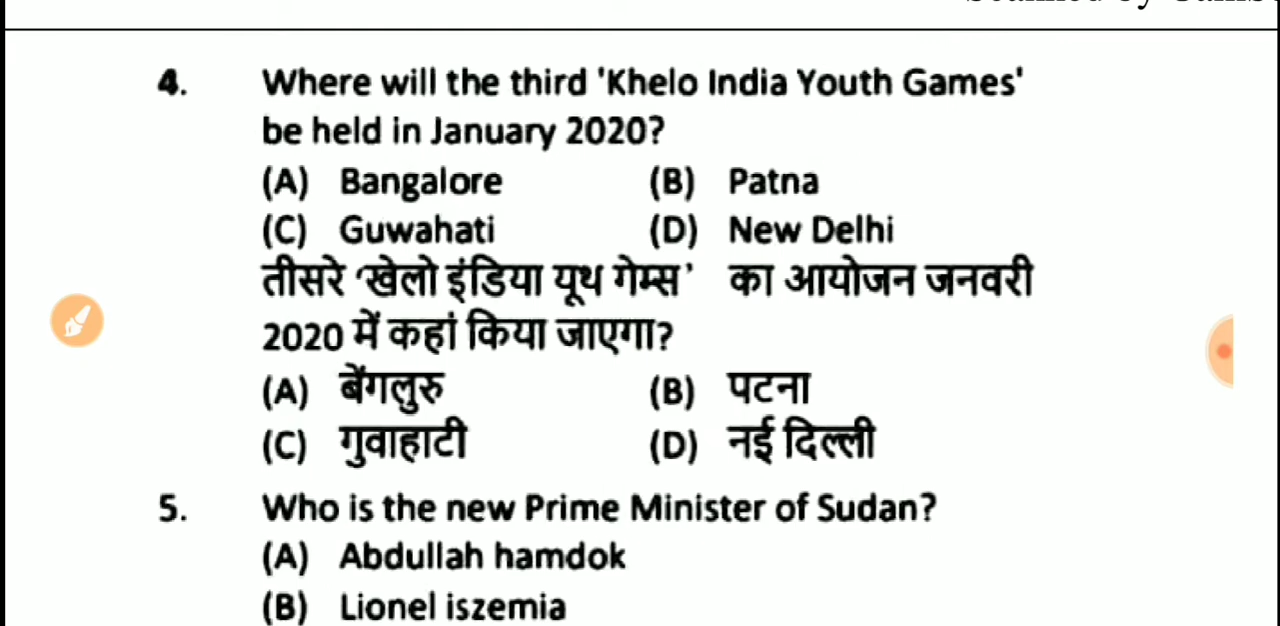 4. Where will the third 'Khelo India Youth Games'
be held in January 2020?
(A) Bangalore (B) Patna
(C) Guwahati (D) New Delhi
तीसरे ‘खेलो इंडिया यूथ गेम्स’ का आयोजन जनवरी
2020 में कहां किया जाएगा?
(A) बेंगलुरु (B) पटना
(C) गुवाहाटी (D) नई दिल्ली
5. Who is the new Prime Minister of Sudan?
(A) Abdullah hamdok
(B) Lionel iszemia